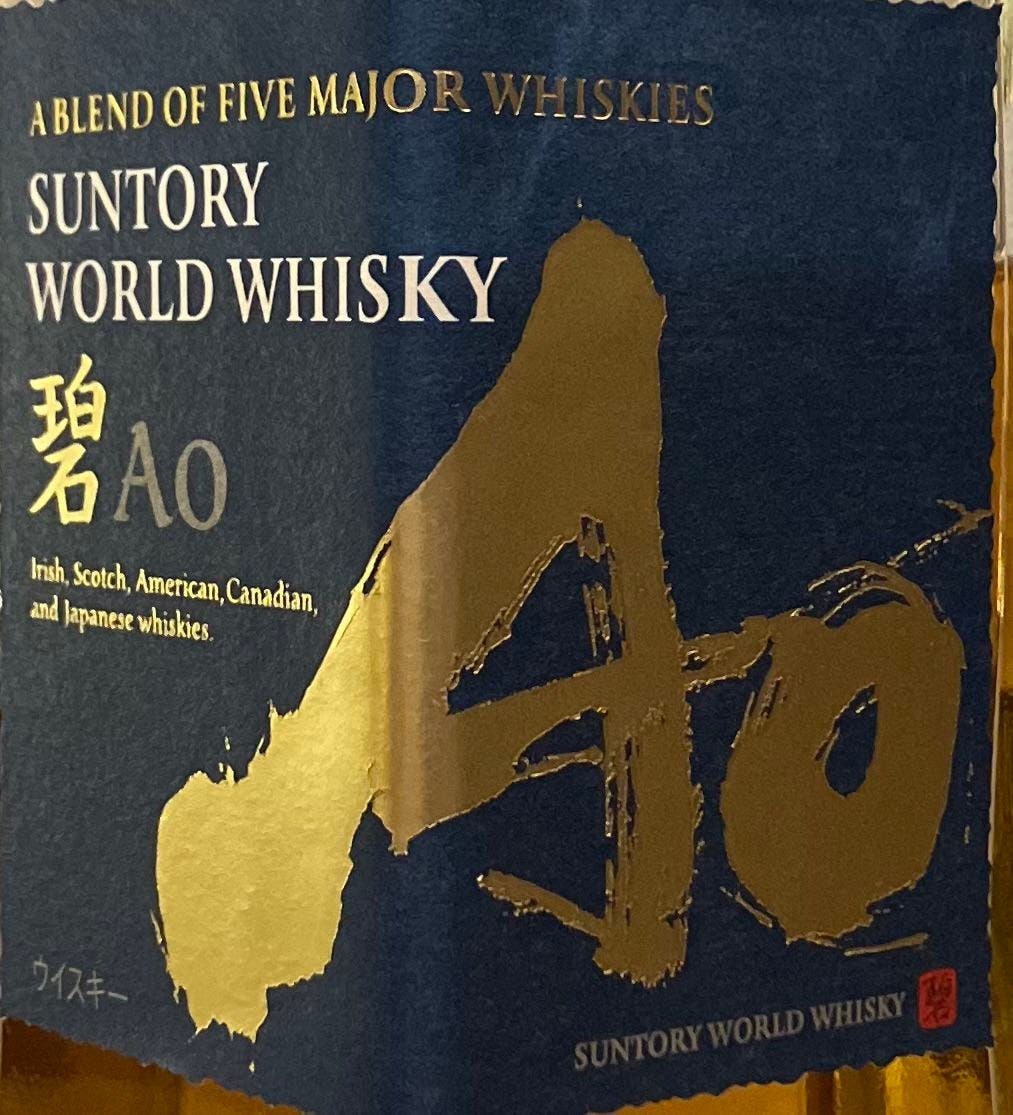 A BLEND OF FIVE MAJOR WHISKIES
SUNTORY
WORLD WHISKY
碧 AO
Irish, Scotch, American, Canadian,
and Japanese whiskies.
Ao
ウイスキー
SUNTORY WORLD WHISKY
碧